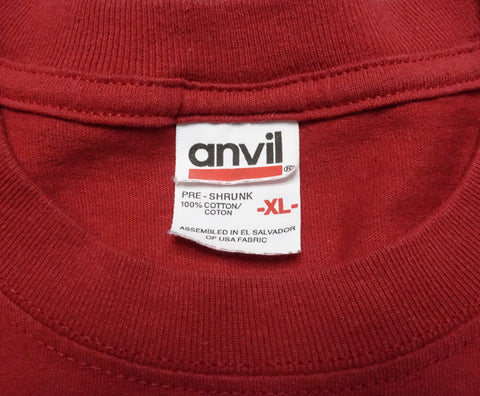 anvil
®
PRE-SHRUNK
100% COTTON/
COTON
-XL-
ASSEMBLED IN EL SALVADOR
OF USA FABRIC